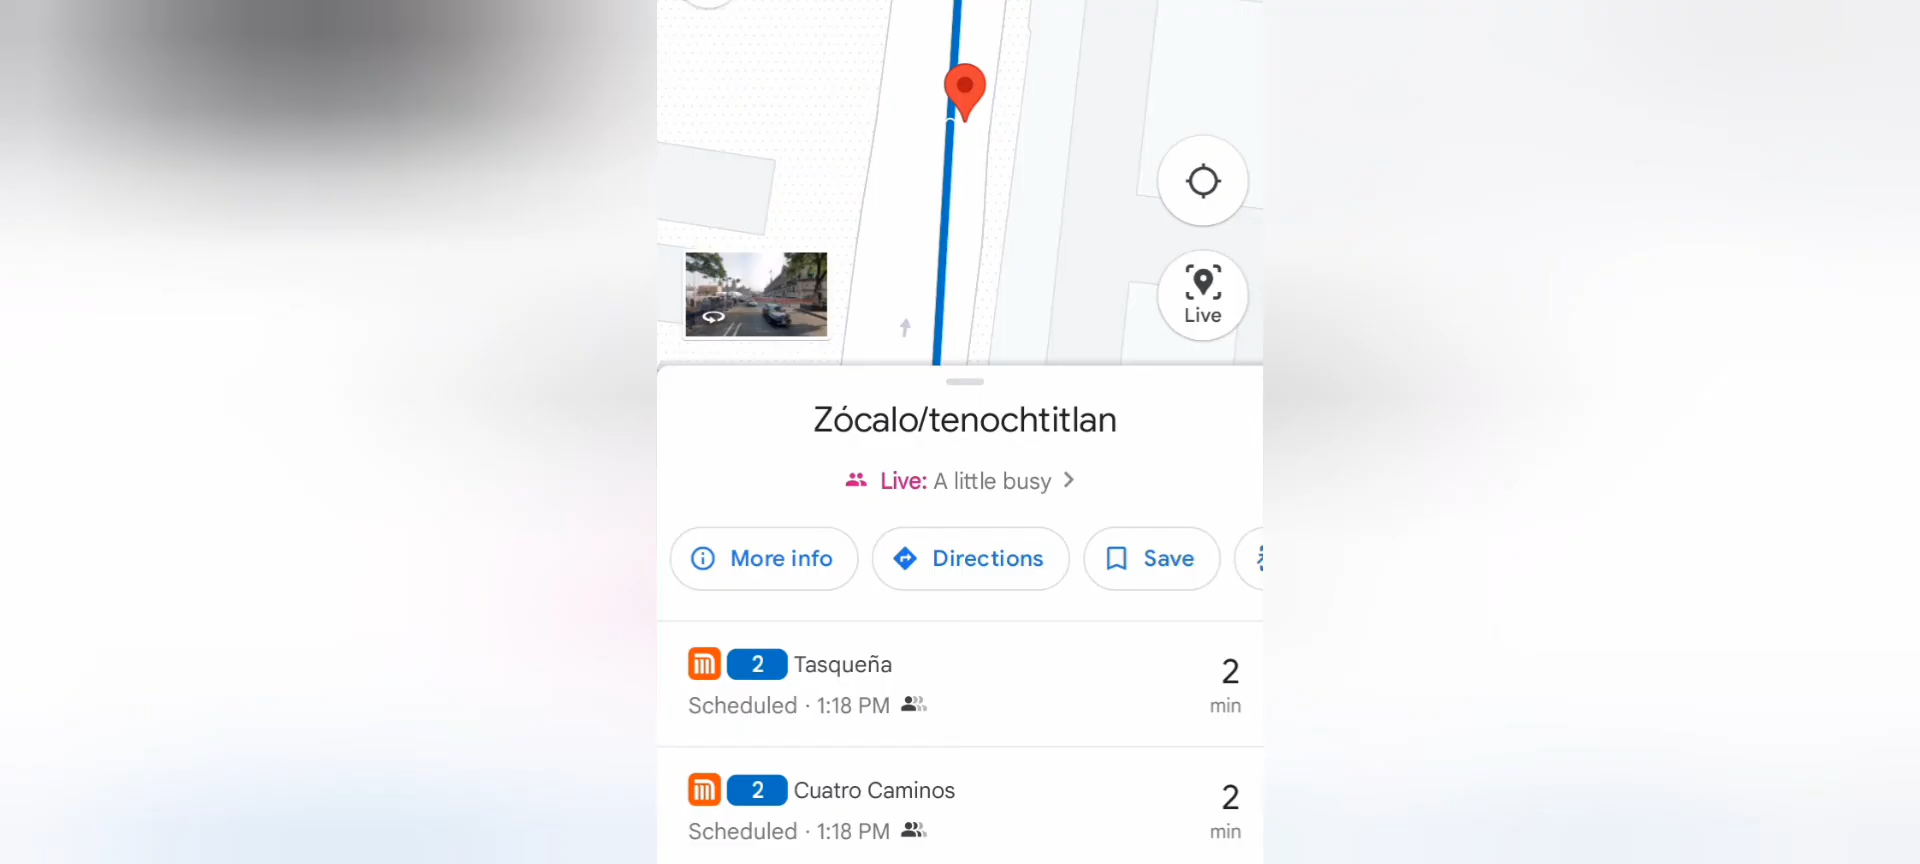 Live
Zócalo/tenochtitlan
Live: A little busy
More info
Directions
Save
2 Tasqueña
2
Scheduled · 1:18 PM
min
2 Cuatro Caminos
2
Scheduled · 1:18 PM
min